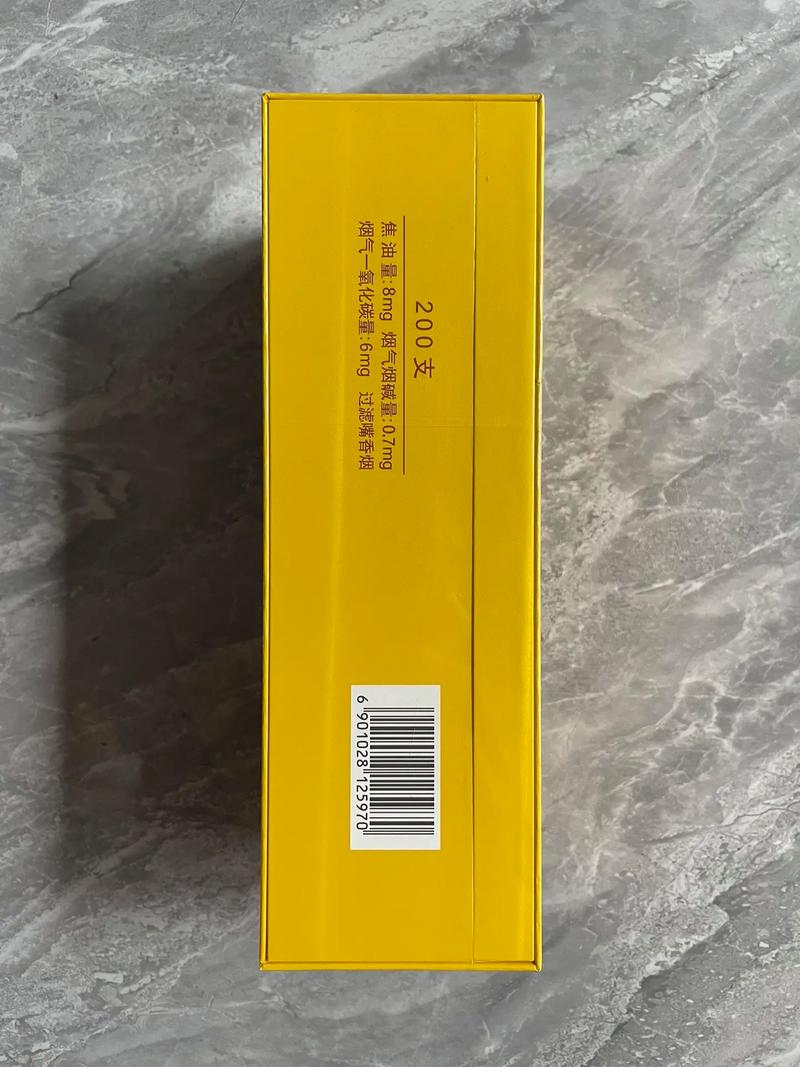 200支
焦油量:8mg 烟气烟碱量:0.7mg
烟气一氧化碳量:6mg 过滤嘴香烟
6 901028 125970